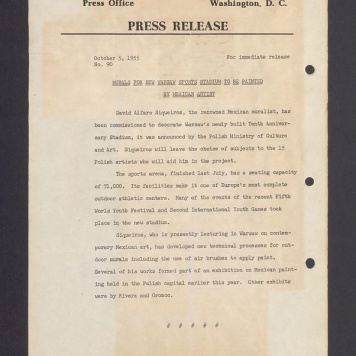 Press Office Washington, D. C.
PRESS RELEASE
October 5, 1955 For immediate release
No. 90
MURALS FOR NEW WARSAW SPORTS STADIUM TO BE PAINTED
BY MEXICAN ARTIST
David Alfaro Siqueiros, the renowned Mexican muralist, has
been commissioned to decorate Warsaw's newly built Tenth Anniver-
sary Stadium, it was announced by the Polish Ministry of Culture
and Art. Siqueiros will leave the choice of subjects to the 15
Polish artists who will aid him in the project.
The sports arena, finished last July, has a seating capacity
of 71,000. Its facilities make it one of Europe's most complete
outdoor athletic centers. Many of the events of the recent Fifth
World Youth Festival and Second International Youth Games took
place in the new stadium.
Siqueiros, who is presently lecturing in Warsaw on contem-
porary Mexican art, has developed new technical processes for out-
door murals including the use of air brushes to apply paint.
Several of his works formed part of an exhibition on Mexican paint-
ing held in the Polish capital earlier this year. Other exhibits
were by Rivera and Orozco.
# # # # #